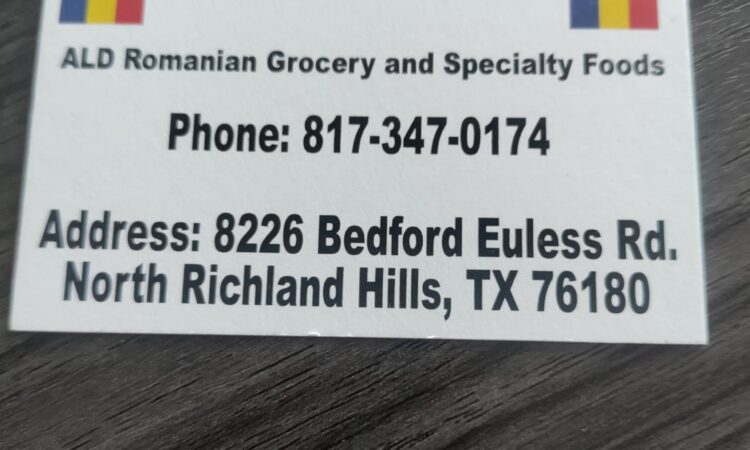 ALD Romanian Grocery and Specialty Foods
Phone: 817-347-0174
Address: 8226 Bedford Euless Rd.
North Richland Hills, TX 76180